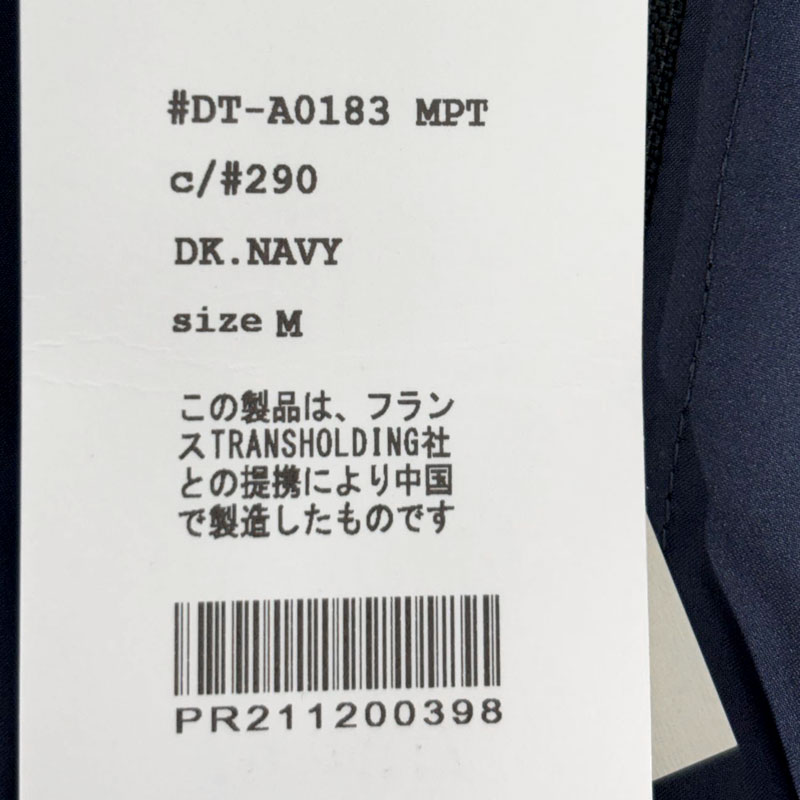 #DT-A0183 MPT
c/#290
DK.NAVY
size M
この製品は、フラン
スTRANSHOLDING社
との提携により中国
で製造したものです
PR211200398